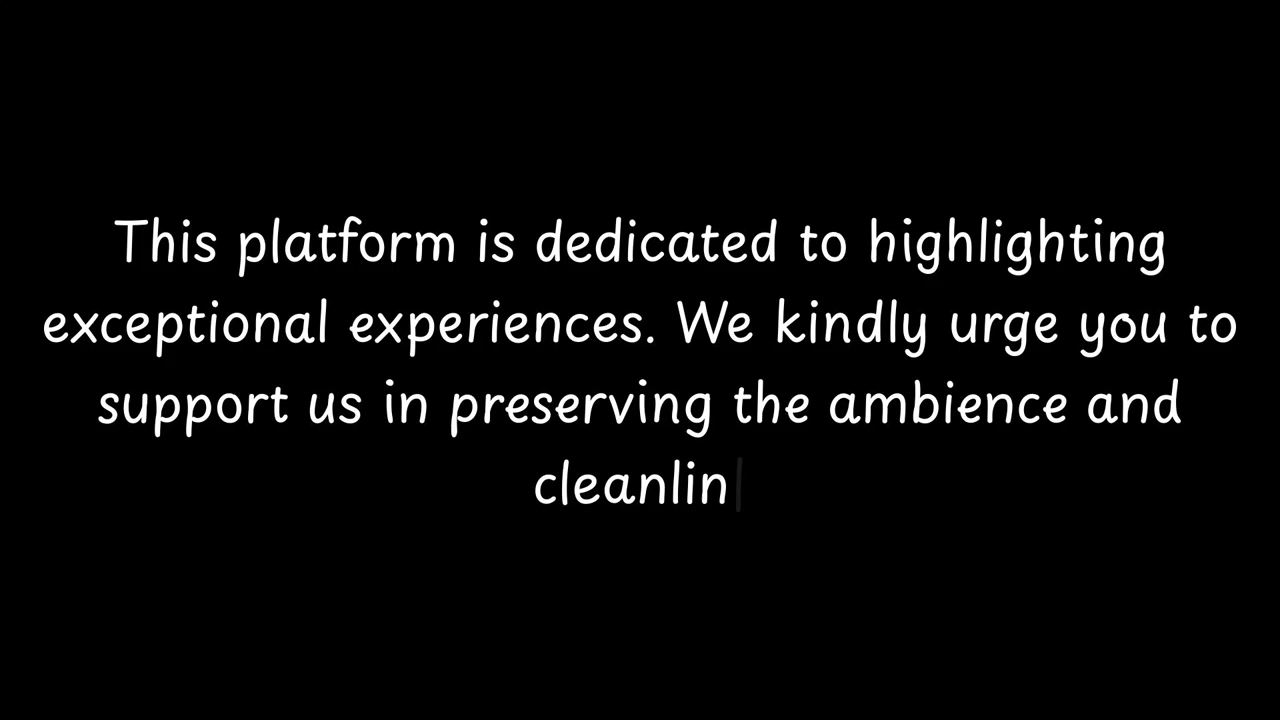 This platform is dedicated to highlighting
exceptional experiences. We kindly urge you to
support us in preserving the ambience and
cleanlin